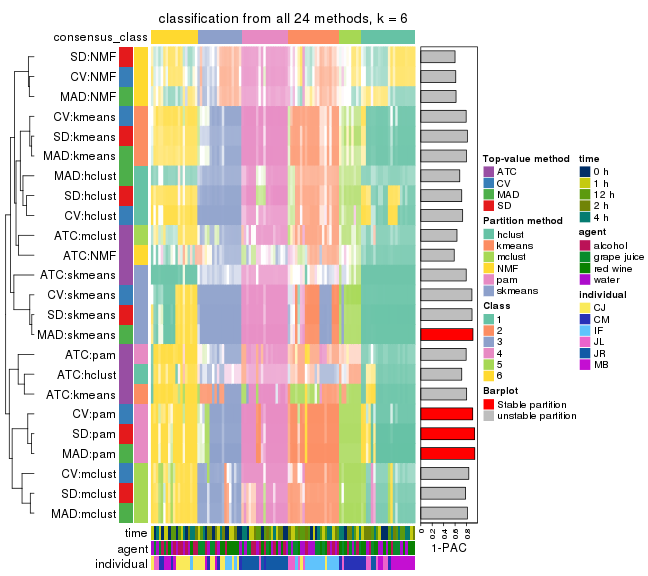 classification from all 24 methods, k = 6
consensus_class
SD:NMF
CV:NMF
MAD:NMF
CV:kmeans
SD:kmeans
MAD:kmeans
MAD:hclust
SD:hclust
CV:hclust
ATC:mclust
ATC:NMF
ATC:skmeans
CV:skmeans
SD:skmeans
MAD:skmeans
ATC:pam
ATC:hclust
ATC:kmeans
CV:pam
SD:pam
MAD:pam
CV:mclust
SD:mclust
MAD:mclust
time
agent
individual
0 0.2 0.4 0.6 0.8
1-PAC
Top-value method
ATC
CV
MAD
SD
Partition method
hclust
kmeans
mclust
NMF
pam
skmeans
Class
1
2
3
4
5
6
Barplot
Stable partition
unstable partition
time
0 h
1 h
12 h
2 h
4 h
agent
alcohol
grape juice
red wine
water
individual
CJ
CM
IF
JL
JR
MB